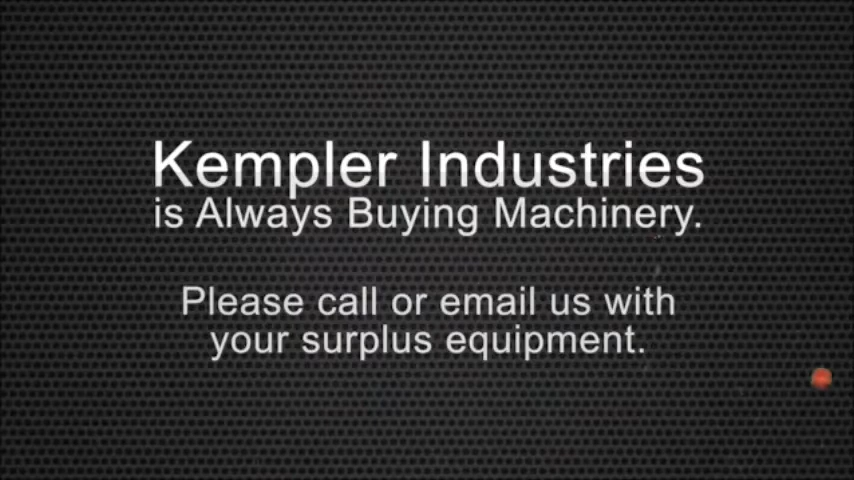 Kempler Industries
is Always Buying Machinery.
Please call or email us with
your surplus equipment.